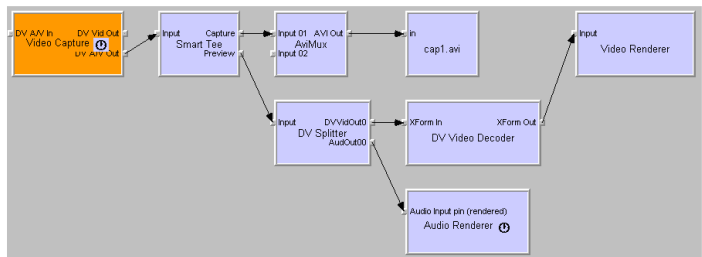 DV A/V In DV Vid Out
Video Capture
DV A/V Out
Input Capture
Smart Tee
Preview
Input 01 AVI Out
AviMux
Input 02
in
cap1.avi
Input
Video Renderer
Input DVVidOut0
DV Splitter
AudOut00
XForm In XForm Out
DV Video Decoder
Audio Input pin (rendered)
Audio Renderer